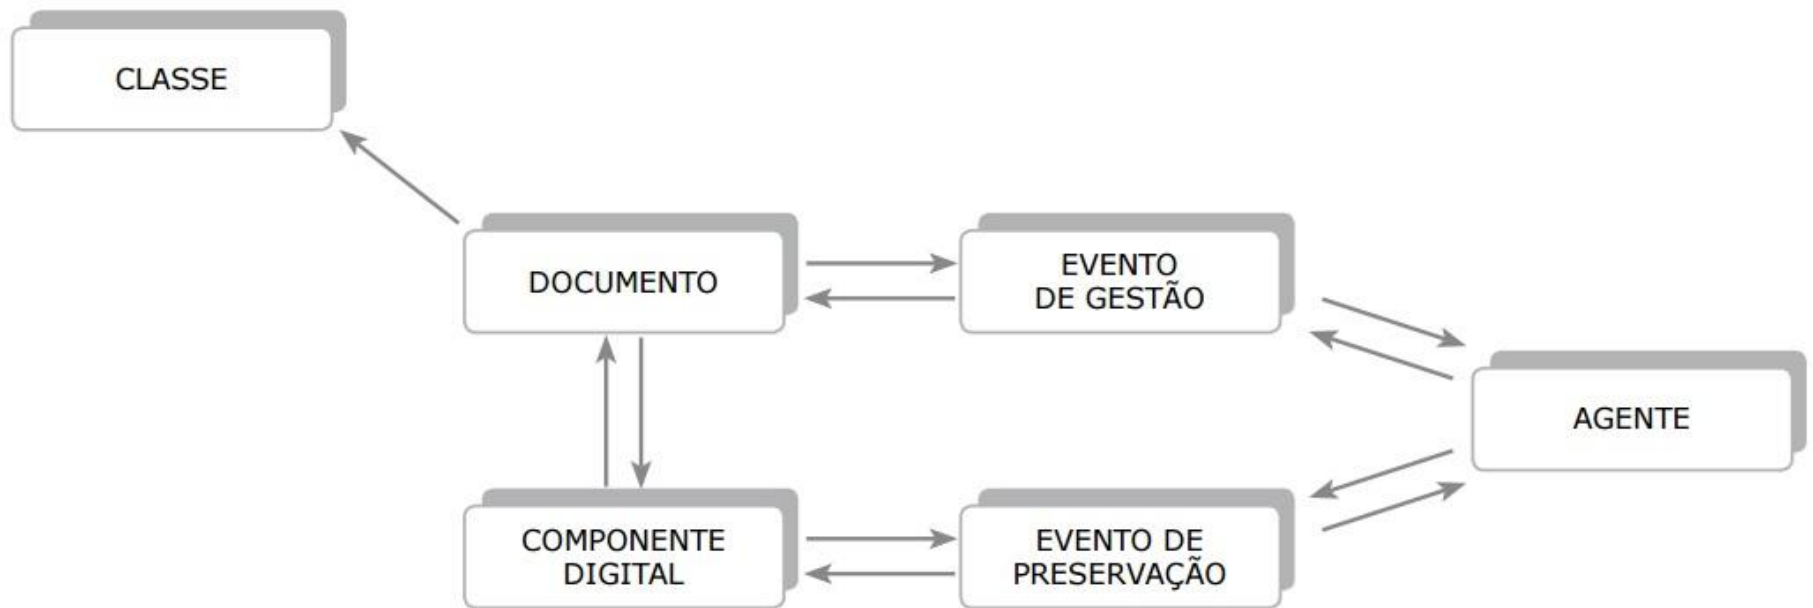 CLASSE
DOCUMENTO
EVENTO
DE GESTÃO
AGENTE
COMPONENTE
DIGITAL
EVENTO DE
PRESERVAÇÃO